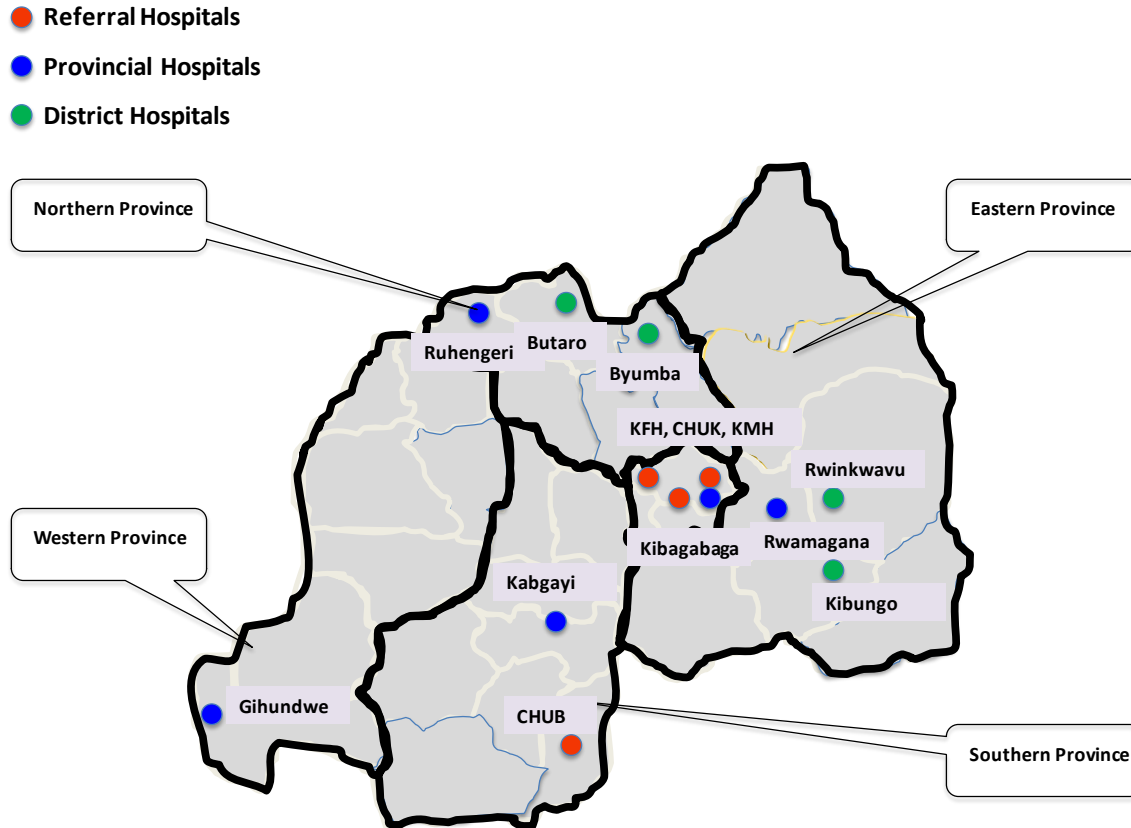 Referral Hospitals
Provincial Hospitals
District Hospitals
Northern Province
Eastern Province
Ruhengeri
Butaro
Byumba
KFH, CHUK, KMH
Rwinkwavu
Western Province
Kibagabaga
Rwamagana
Kabgayi
Kibungo
Gihundwe
CHUB
Southern Province